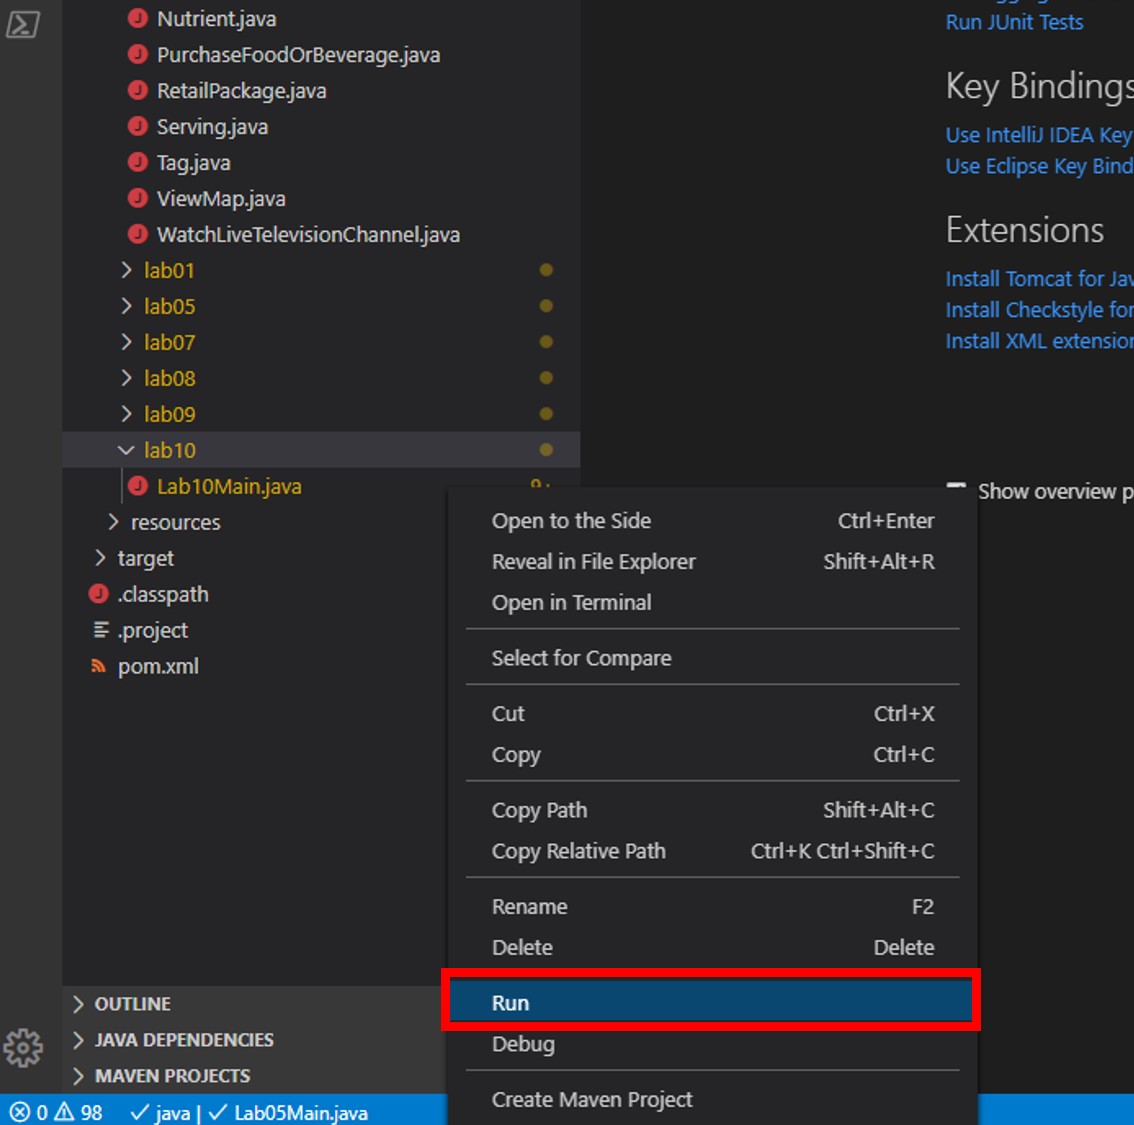 Nutrient.java
PurchaseFoodOrBeverage.java
RetailPackage.java
Serving.java
Tag.java
ViewMap.java
WatchLiveTelevisionChannel.java
lab01
lab05
lab07
lab08
lab09
lab10
Lab10Main.java
resources
target
.classpath
.project
pom.xml
OUTLINE
JAVA DEPENDENCIES
MAVEN PROJECTS
0 98 java | Lab05Main.java
Run JUnit Tests
Key Bindings
Use IntelliJ IDEA Key
Use Eclipse Key Bind
Extensions
Install Tomcat for Jav
Install Checkstyle for
Install XML extension
Show overview p
Open to the Side Ctrl+Enter
Reveal in File Explorer Shift+Alt+R
Open in Terminal
Select for Compare
Cut Ctrl+X
Copy Ctrl+C
Copy Path Shift+Alt+C
Copy Relative Path Ctrl+K Ctrl+Shift+C
Rename F2
Delete Delete
Run
Debug
Create Maven Project